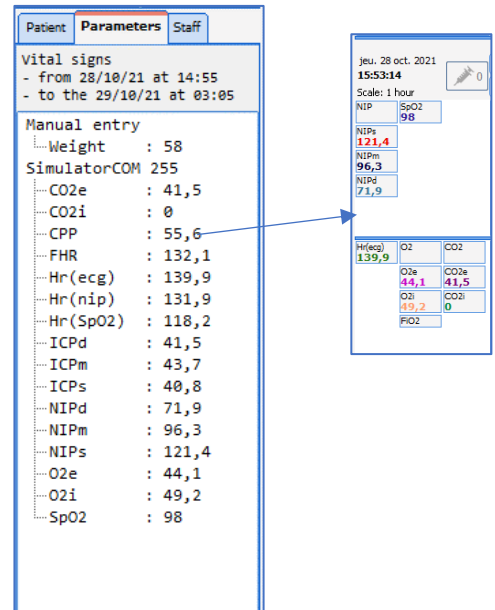 Patient Parameters Staff
Vital signs
- from 28/10/21 at 14:55
- to the 29/10/21 at 03:05
Manual entry
Weight : 58
SimulatorCOM 255
CO2e : 41,5
CO2i : 0
CPP : 55,6
FHR : 132,1
Hr(ecg) : 139,9
Hr(nip) : 131,9
Hr(SpO2) : 118,2
ICPd : 41,5
ICPm : 43,7
ICPs : 40,8
NIPd : 71,9
NIPm : 96,3
NIPs : 121,4
O2e : 44,1
O2i : 49,2
SpO2 : 98
jeu. 28 oct. 2021
15:53:14
0
Scale: 1 hour
NIP SpO2
98
NIPs
121,4
NIPm
96,3
NIPd
71,9
Hr(ecg) O2 CO2
139,9
O2e CO2e
44,1 41,5
O2i CO2i
49,2 0
FiO2